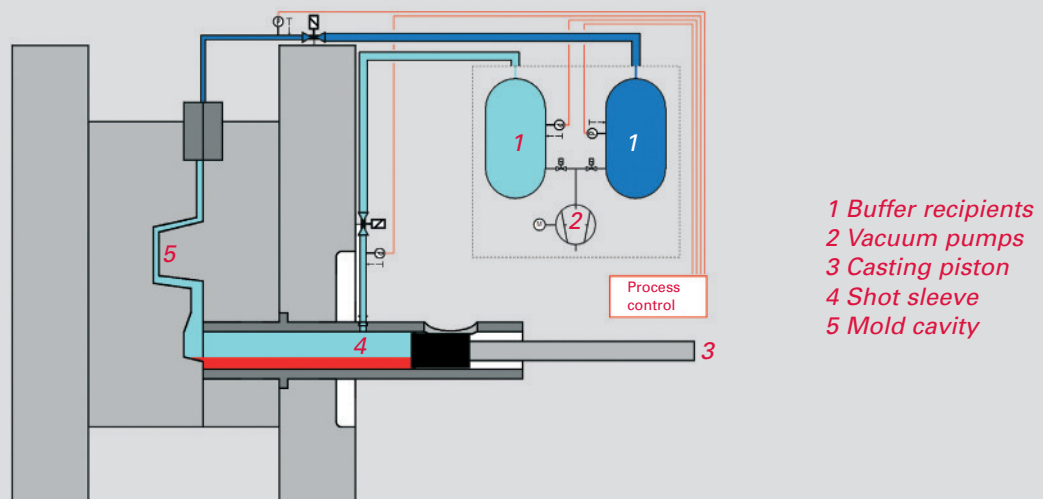 P T
1
1
P
2
M
5
Process
control
4
3
1 Buffer recipients
2 Vacuum pumps
3 Casting piston
4 Shot sleeve
5 Mold cavity